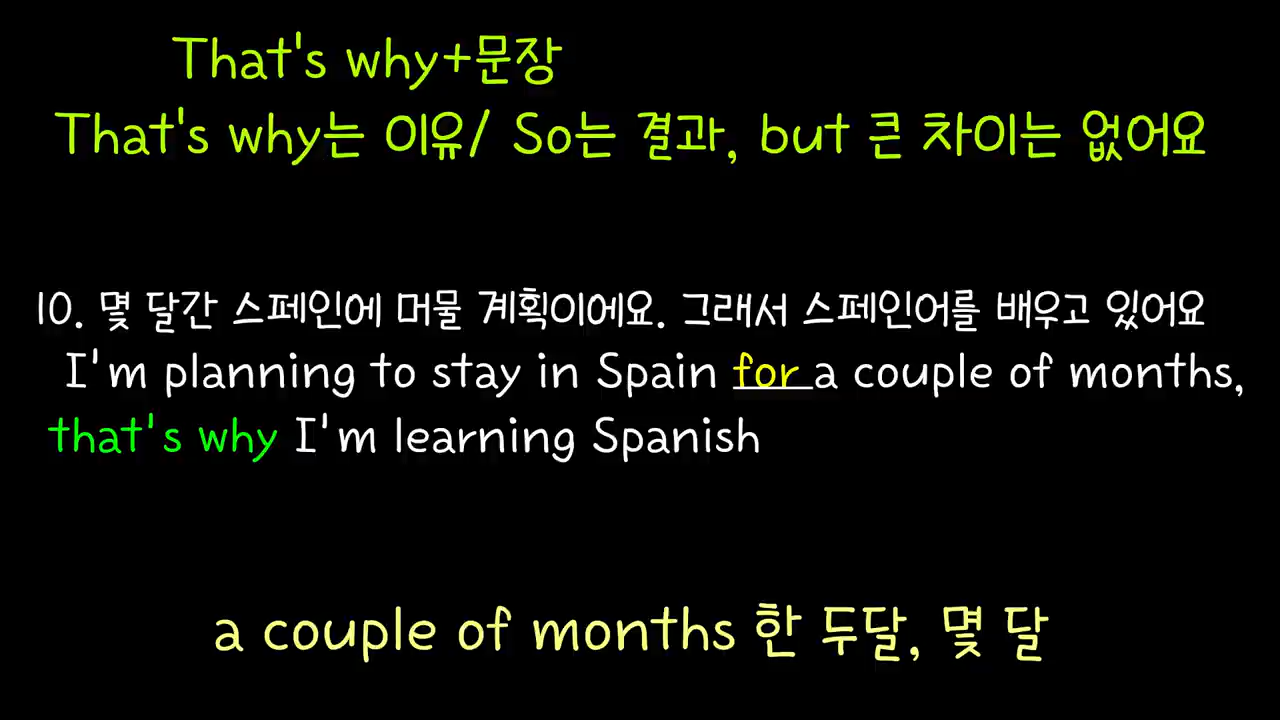 That's why+문장
That's why는 이유/ So는 결과, but 큰 차이는 없어요
10. 몇 달간 스페인에 머물 계획이에요. 그래서 스페인어를 배우고 있어요
I'm planning to stay in Spain for a couple of months,
that's why I'm learning Spanish
a couple of months 한 두달, 몇 달